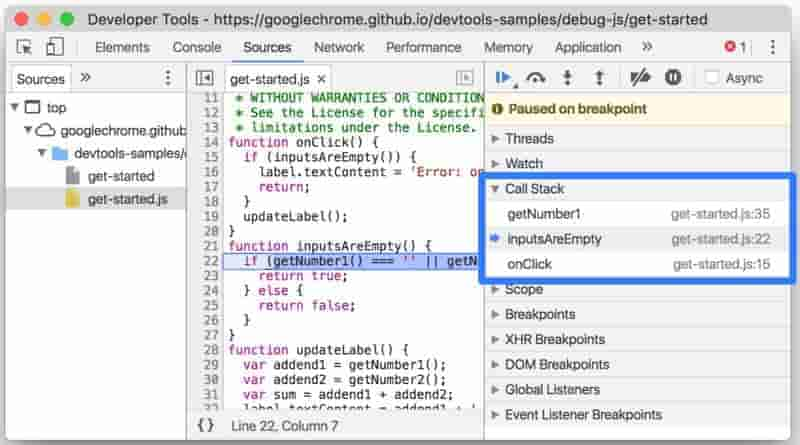 Developer Tools - https://googlechrome.github.io/devtools-samples/debug-js/get-started
Elements Console Sources Network Performance Memory Application » 1
Sources »
top
googlechrome.github
devtools-samples/
get-started
get-started.js
get-started.js ×
11 * WITHOUT WARRANTIES OR CONDITION
12 * See the License for the specifi
13 * limitations under the License.
14 function onClick() {
15 if (inputsAreEmpty()) {
16 label.textContent = 'Error: on
17 return;
18 }
19 updateLabel();
20 }
21 function inputsAreEmpty() {
22 if (getNumber1() === '' || getN
23 return true;
24 } else {
25 return false;
26 }
27 }
28 function updateLabel() {
29 var addend1 = getNumber1();
30 var addend2 = getNumber2();
31 var sum = addend1 + addend2;
32 label.textContent = addend1 + '
{} Line 22, Column 7
Async
Paused on breakpoint
Threads
Watch
Call Stack
getNumber1 get-started.js:35
inputsAreEmpty get-started.js:22
onClick get-started.js:15
Scope
Breakpoints
XHR Breakpoints
DOM Breakpoints
Global Listeners
Event Listener Breakpoints